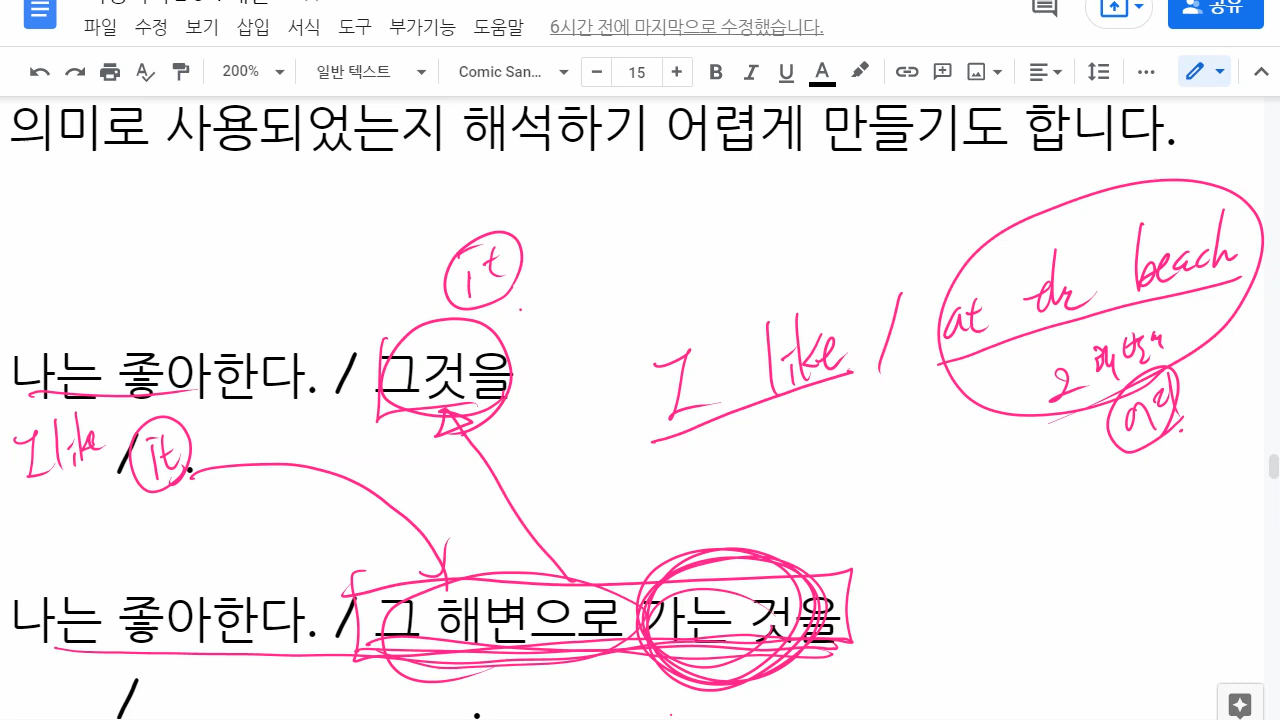 파일 수정 보기 삽입 서식 도구 부가기능 도움말 6시간 전에 마지막으로 수정했습니다.
공유
200% 일반 텍스트 Comic San... 15 B I U A
의미로 사용되었는지 해석하기 어렵게 만들기도 합니다.
it
나는 좋아한다. / 그것을
I like / it.
I like / at the beach
그 해변에
어디
나는 좋아한다. / 그 해변으로 가는 것을
/ .